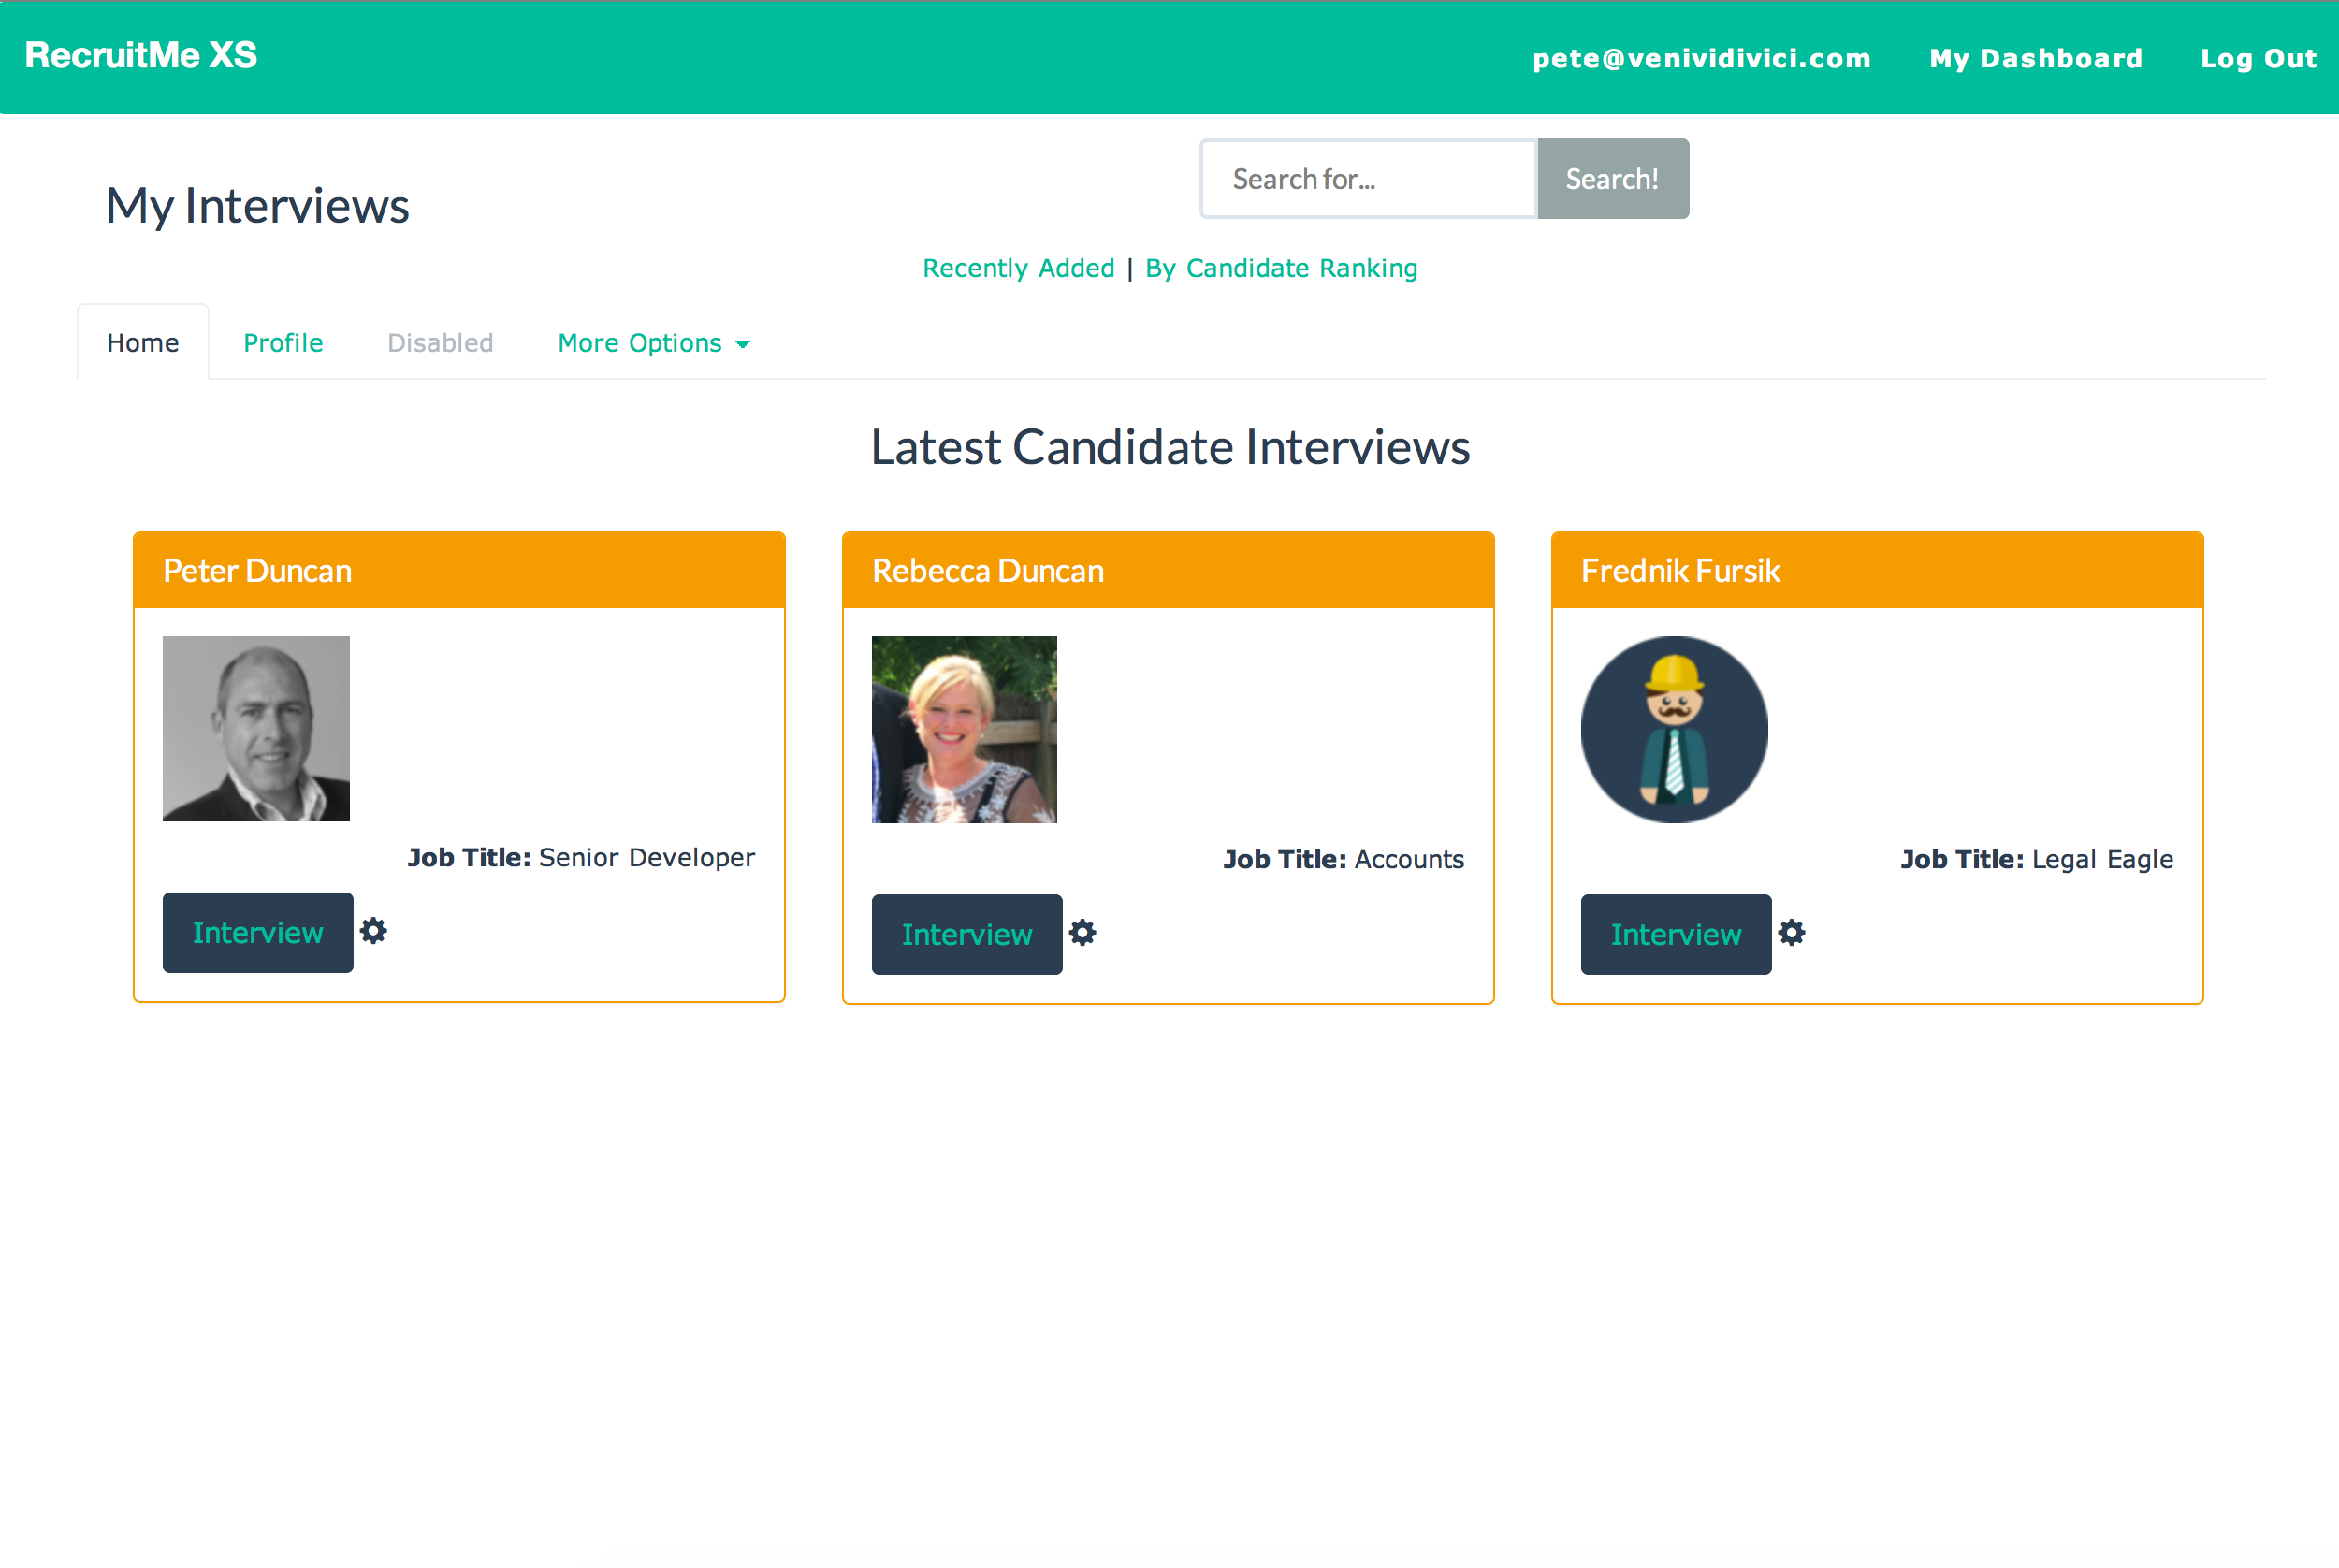 RecruitMe XS
pete@venividivici.com My Dashboard Log Out
My Interviews
Search for... Search!
Recently Added | By Candidate Ranking
Home Profile Disabled More Options
Latest Candidate Interviews
Peter Duncan
Job Title: Senior Developer
Interview
Rebecca Duncan
Job Title: Accounts
Interview
Frednik Fursik
Job Title: Legal Eagle
Interview